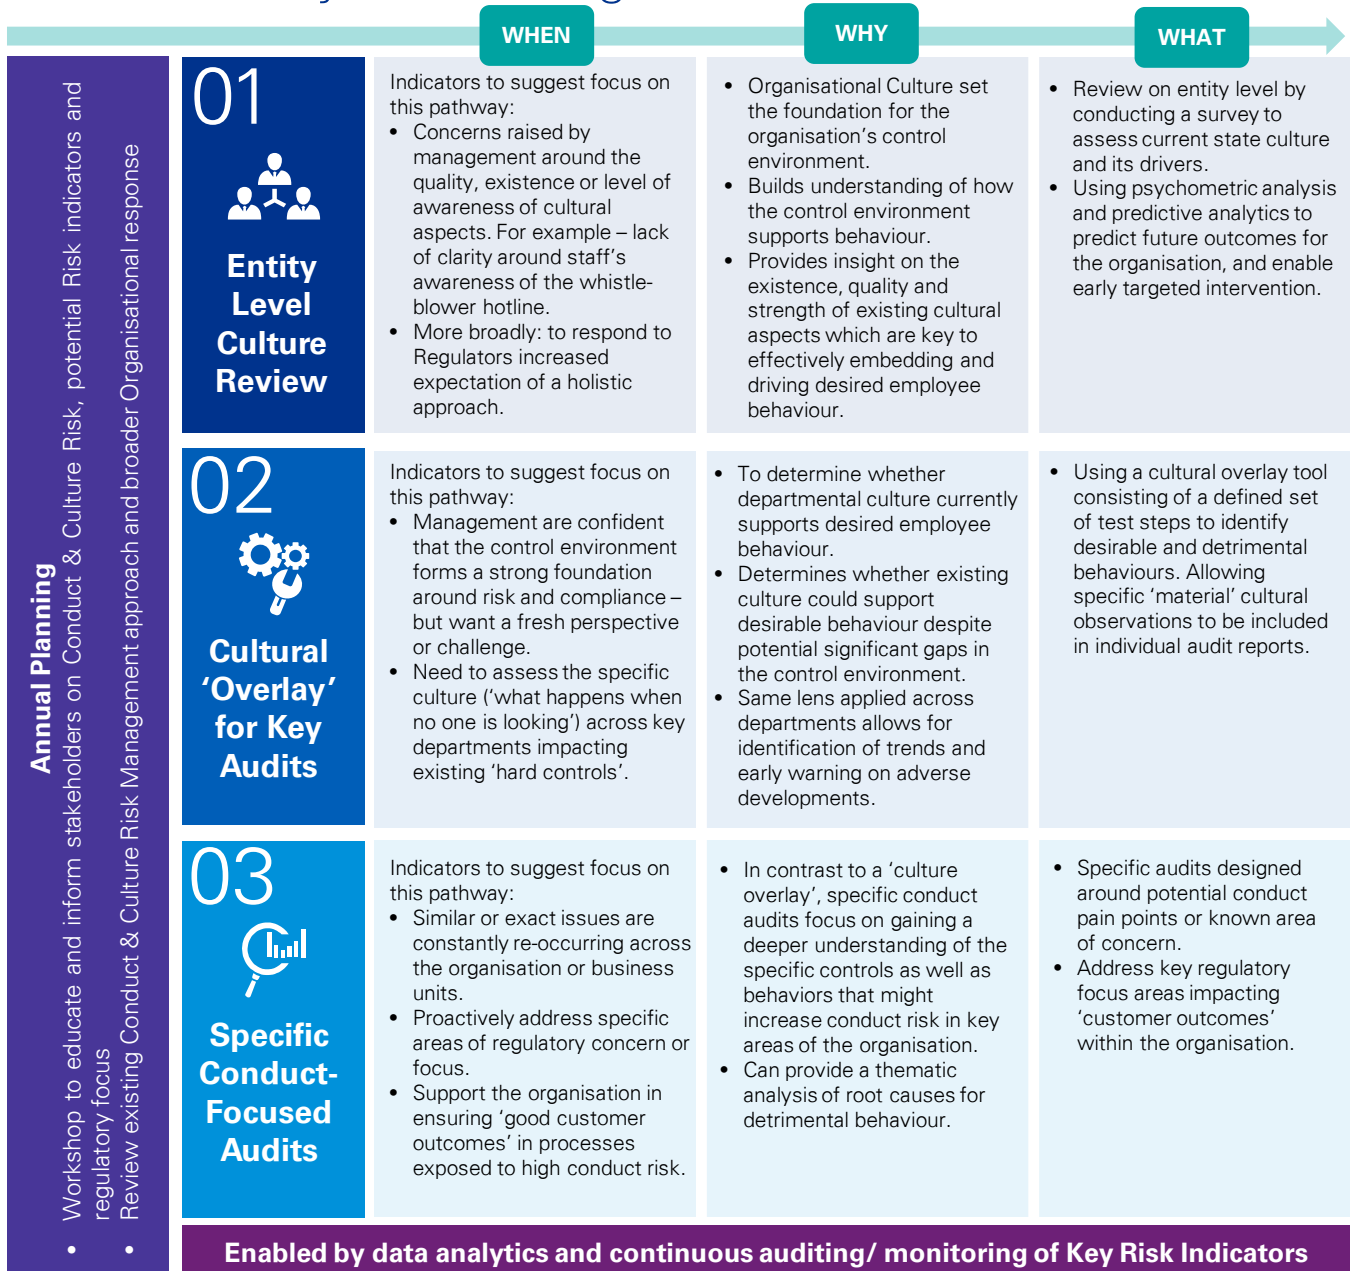 WHEN
WHY
WHAT
Annual Planning
• Workshop to educate and inform stakeholders on Conduct & Culture Risk, potential Risk indicators and
regulatory focus
• Review existing Conduct & Culture Risk Management approach and broader Organisational response
01
Entity
Level
Culture
Review
Indicators to suggest focus on
this pathway:
• Concerns raised by
management around the
quality, existence or level of
awareness of cultural
aspects. For example – lack
of clarity around staff’s
awareness of the whistle-
blower hotline.
• More broadly: to respond to
Regulators increased
expectation of a holistic
approach.
• Organisational Culture set
the foundation for the
organisation’s control
environment.
• Builds understanding of how
the control environment
supports behaviour.
• Provides insight on the
existence, quality and
strength of existing cultural
aspects which are key to
effectively embedding and
driving desired employee
behaviour.
• Review on entity level by
conducting a survey to
assess current state culture
and its drivers.
• Using psychometric analysis
and predictive analytics to
predict future outcomes for
the organisation, and enable
early targeted intervention.
02
Cultural
‘Overlay’
for Key
Audits
Indicators to suggest focus on
this pathway:
• Management are confident
that the control environment
forms a strong foundation
around risk and compliance –
but want a fresh perspective
or challenge.
• Need to assess the specific
culture (‘what happens when
no one is looking’) across key
departments impacting
existing ‘hard controls’.
• To determine whether
departmental culture currently
supports desired employee
behaviour.
• Determines whether existing
culture could support
desirable behaviour despite
potential significant gaps in
the control environment.
• Same lens applied across
departments allows for
identification of trends and
early warning on adverse
developments.
• Using a cultural overlay tool
consisting of a defined set
of test steps to identify
desirable and detrimental
behaviours. Allowing
specific ‘material’ cultural
observations to be included
in individual audit reports.
03
Specific
Conduct-
Focused
Audits
Indicators to suggest focus on
this pathway:
• Similar or exact issues are
constantly re-occurring across
the organisation or business
units.
• Proactively address specific
areas of regulatory concern or
focus.
• Support the organisation in
ensuring ‘good customer
outcomes’ in processes
exposed to high conduct risk.
• In contrast to a ‘culture
overlay’, specific conduct
audits focus on gaining a
deeper understanding of the
specific controls as well as
behaviors that might
increase conduct risk in key
areas of the organisation.
• Can provide a thematic
analysis of root causes for
detrimental behaviour.
• Specific audits designed
around potential conduct
pain points or known area
of concern.
• Address key regulatory
focus areas impacting
‘customer outcomes’
within the organisation.
Enabled by data analytics and continuous auditing/ monitoring of Key Risk Indicators